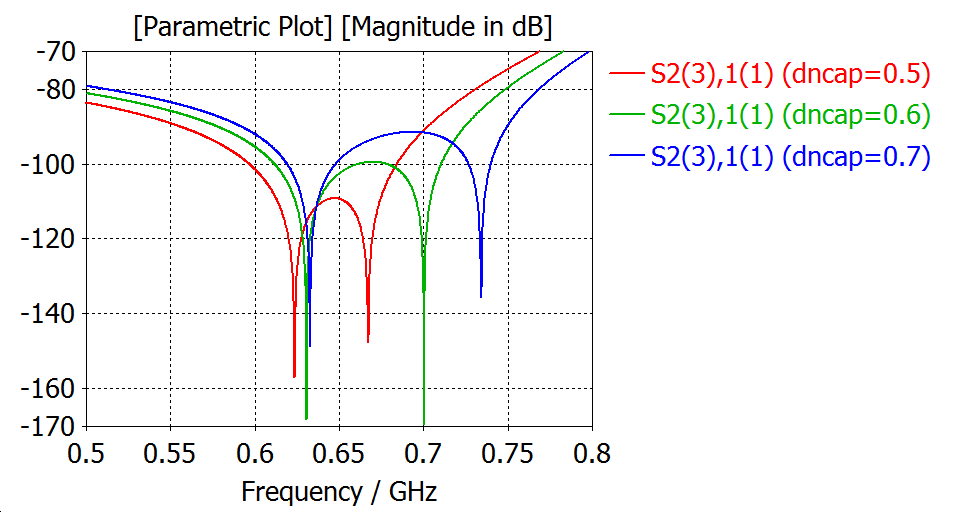 [Parametric Plot] [Magnitude in dB]
-70
-80
-100
-120
-140
-160
-170
0.5 0.55 0.6 0.65 0.7 0.75 0.8
Frequency / GHz
S2(3),1(1) (dncap=0.5)
S2(3),1(1) (dncap=0.6)
S2(3),1(1) (dncap=0.7)